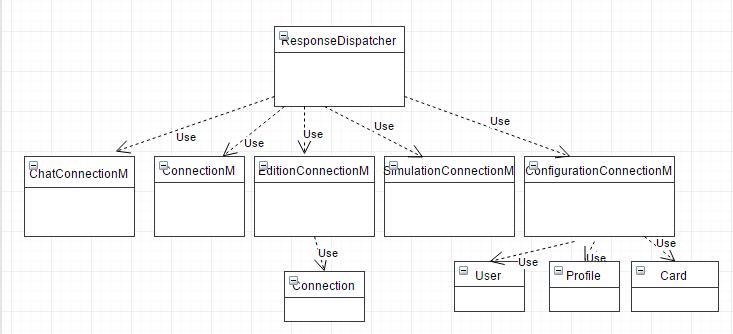 ResponseDispatcher
Use
Use
Use
Use
Use
ChatConnectionM
ConnectionM
EditionConnectionM
SimulationConnectionM
ConfigurationConnectionM
Use
Use
Use
Use
Connection
User
Profile
Card